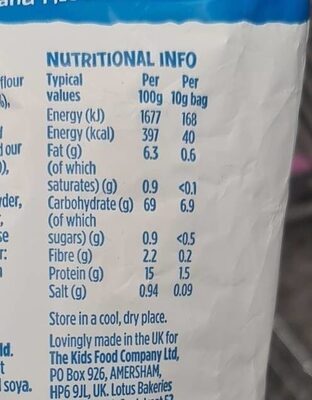 NUTRITIONAL INFO
Typical Per Per
values 100g 10g bag
Energy (kJ) 1677 168
Energy (kcal) 397 40
Fat (g) 6.3 0.6
(of which
saturates) (g) 0.9 <0.1
Carbohydrate (g) 69 6.9
(of which
sugars) (g) 0.9 <0.5
Fibre (g) 2.2 0.2
Protein (g) 15 1.5
Salt (g) 0.94 0.09
Store in a cool, dry place.
Lovingly made in the UK for
The Kids Food Company Ltd,
PO Box 926, AMERSHAM,
HP6 9JL, UK. Lotus Bakeries
flour
soya.